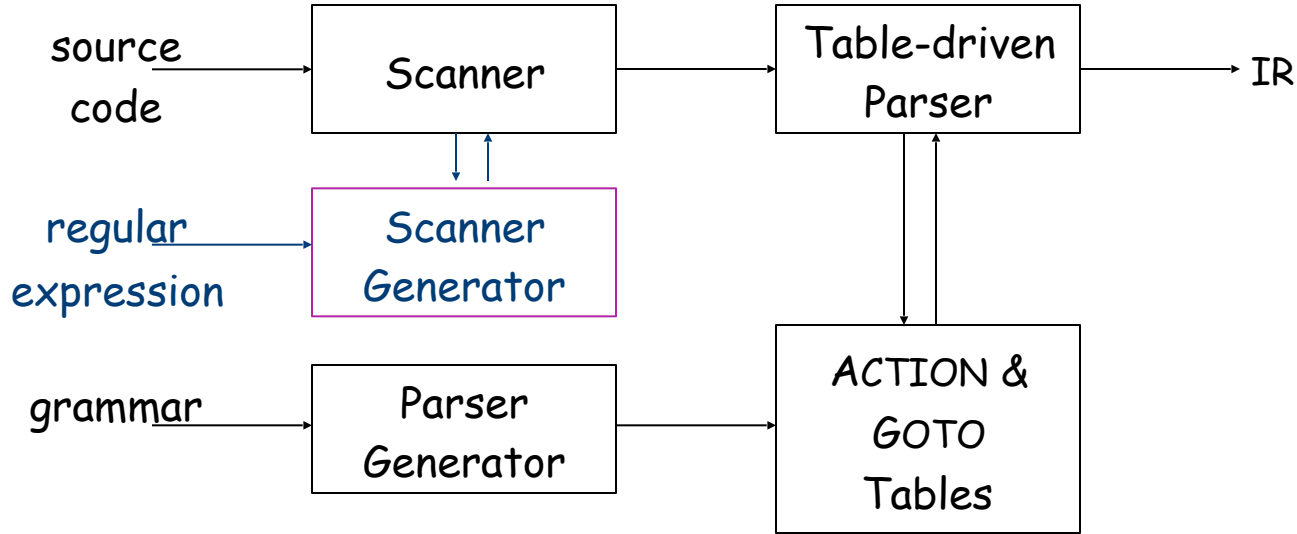 source
code
Scanner
Table-driven
Parser
IR
regular
expression
Scanner
Generator
grammar
Parser
Generator
ACTION &
GOTO
Tables